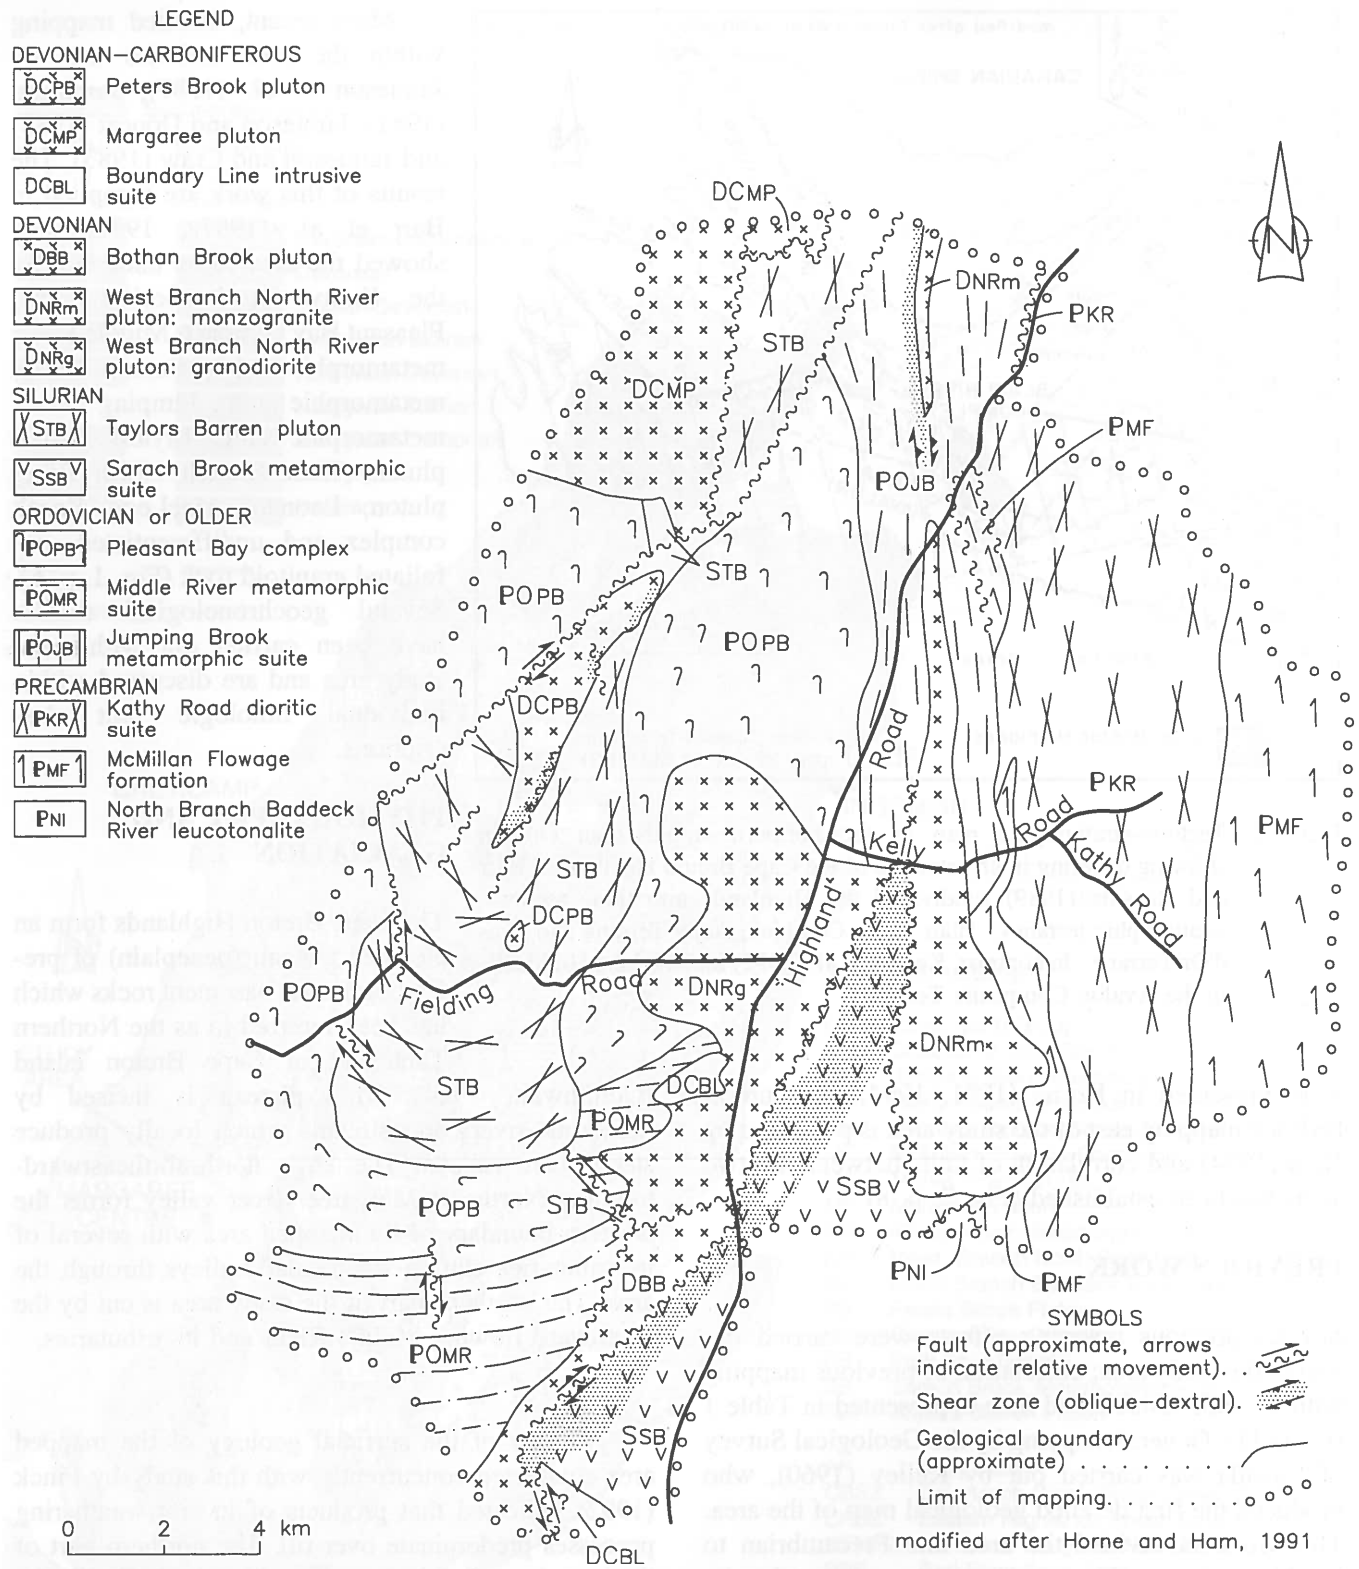 LEGEND
DEVONIAN–CARBONIFEROUS
DCPB Peters Brook pluton
DCMP Margaree pluton
DCBL Boundary Line intrusive
suite
DEVONIAN
DBB Bothan Brook pluton
DNRm West Branch North River
pluton: monzogranite
DNRg West Branch North River
pluton: granodiorite
SILURIAN
STB Taylors Barren pluton
SSB Sarach Brook metamorphic
suite
ORDOVICIAN or OLDER
POPB Pleasant Bay complex
POMR Middle River metamorphic
suite
POJB Jumping Brook
metamorphic suite
PRECAMBRIAN
PKR Kathy Road dioritic
suite
PMF McMillan Flowage
formation
PNI North Branch Baddeck
River leucotonalite
N
DCMP
DNRm
PKR
STB
DCMP
PMF
POJB
STB
POPB
POPB
DCPB
Road
PKR
Road
PMF
Kelly
Kathy
Road
STB
DCPB
Highland
POPB
Fielding
Road
DNRg
DNRm
STB
DCBL
POMR
SSB
POPB
STB
PNI
PMF
DBB
POMR
SSB
DCBL
SYMBOLS
Fault (approximate, arrows
indicate relative movement).
Shear zone (oblique–dextral).
Geological boundary
(approximate) . . . . . . . . . . .
Limit of mapping. . . . . . . . .
0 2 4 km
modified after Horne and Ham, 1991